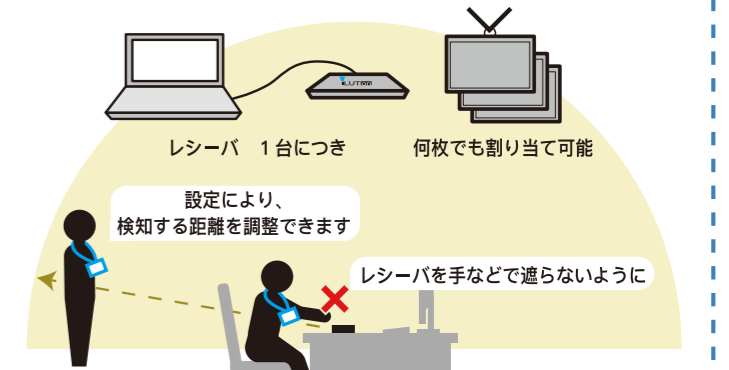 レシーバ　1台につき
何枚でも割り当て可能
設定により、
検知する距離を調整できます
レシーバを手などで遮らないように